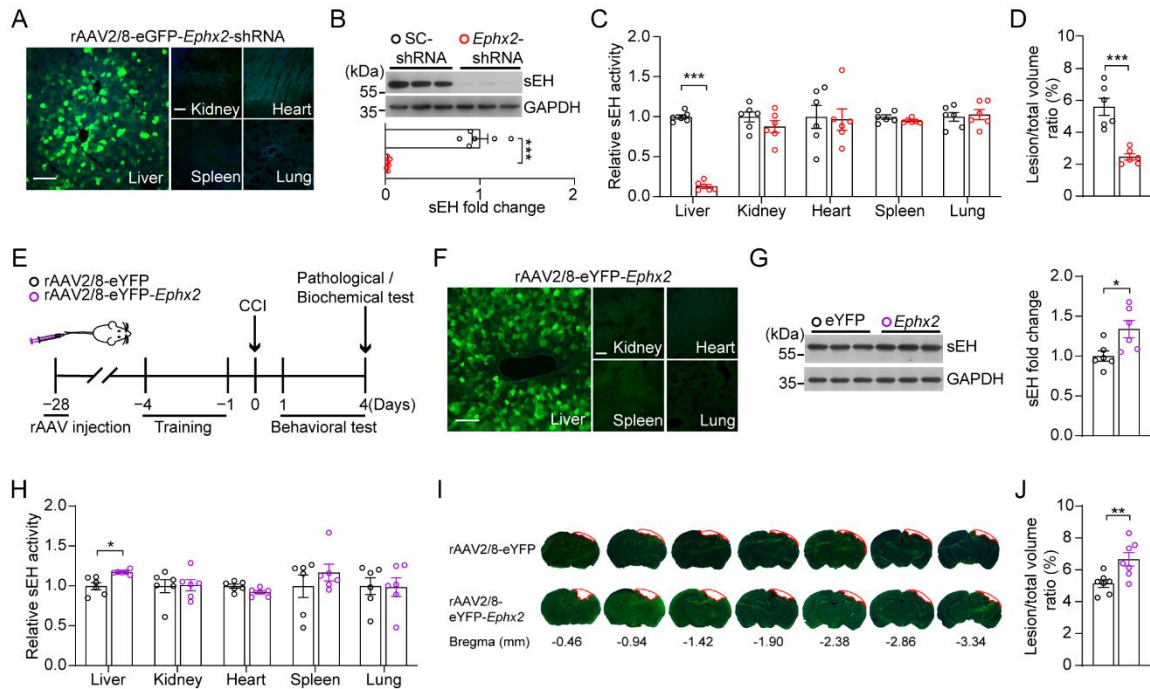 A
rAAV2/8-eGFP-Ephx2-shRNA
Liver
Kidney
Heart
Spleen
Lung
B
SC-shRNA
Ephx2-shRNA
(kDa)
55
35
sEH
GAPDH
***
0
1
2
sEH fold change
C
Relative sEH activity
2.0
1.5
1.0
0.5
0.0
***
Liver
Kidney
Heart
Spleen
Lung
D
Lesion/total volume
ratio (%)
10
8
6
4
2
0
***
E
rAAV2/8-eYFP
rAAV2/8-eYFP-Ephx2
CCI
Pathological /
Biochemical test
−28
−4
−1
0
1
4(Days)
rAAV injection
Training
Behavioral test
F
rAAV2/8-eYFP-Ephx2
Liver
Kidney
Heart
Spleen
Lung
G
eYFP
Ephx2
(kDa)
55
35
sEH
GAPDH
sEH fold change
2.0
1.5
1.0
0.5
0.0
*
H
Relative sEH activity
2.0
1.5
1.0
0.5
0.0
*
Liver
Kidney
Heart
Spleen
Lung
I
rAAV2/8-eYFP
rAAV2/8-
eYFP-Ephx2
Bregma (mm)
-0.46
-0.94
-1.42
-1.90
-2.38
-2.86
-3.34
J
Lesion/total volume
ratio (%)
10
8
6
4
2
0
**